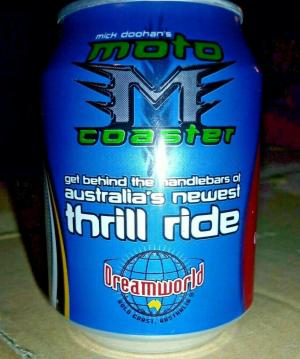 mick doohan's
moto
M
coaster
get behind the handlebars of
australia's newest
thrill ride
Dreamworld
GOLD COAST, AUSTRALIA